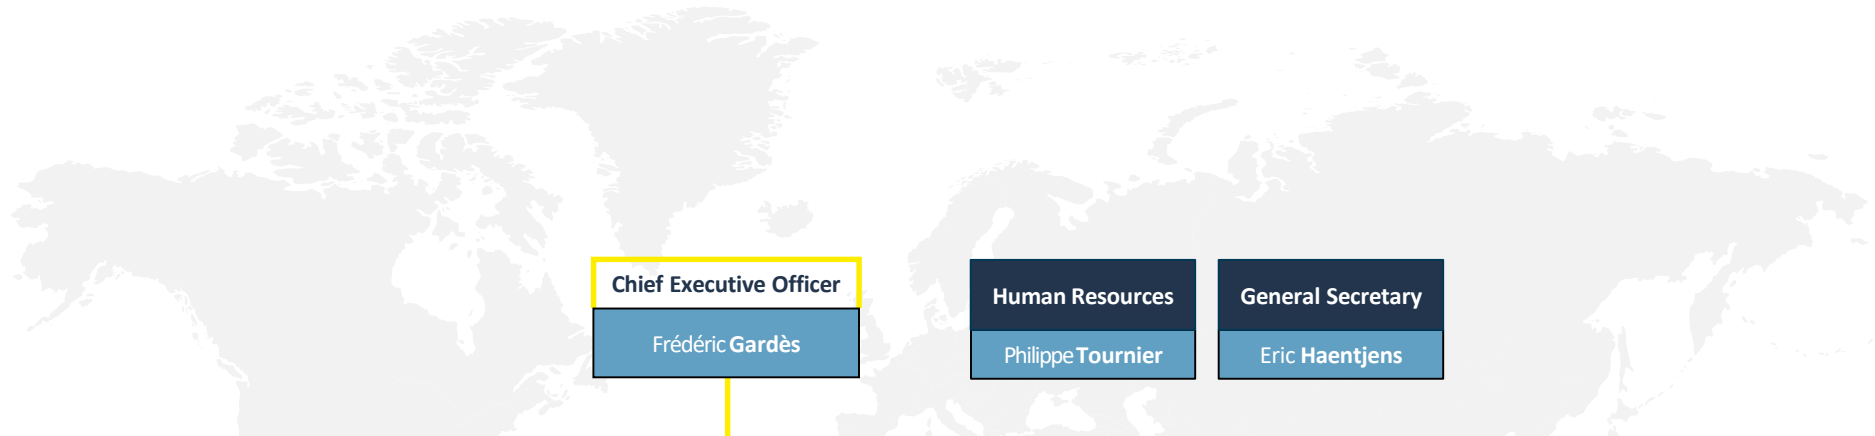 Chief Executive Officer
Frédéric Gardès
Human Resources
Philippe Tournier
General Secretary
Eric Haentjens